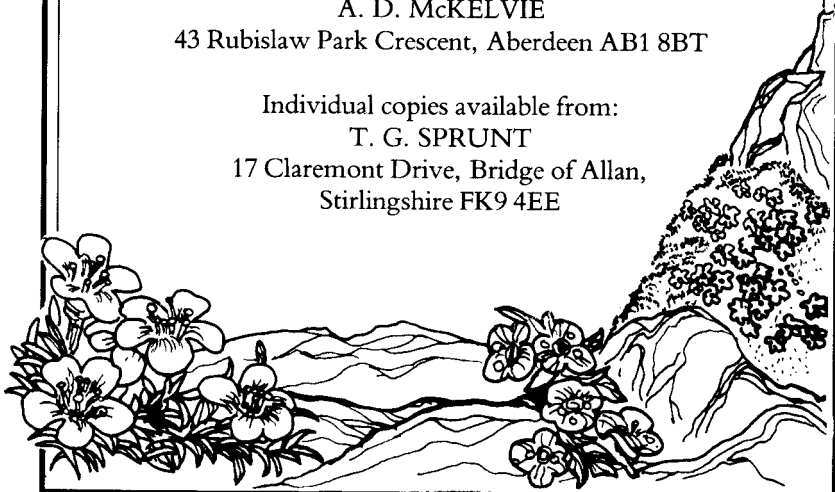 A. D. McKELVIE
43 Rubislaw Park Crescent, Aberdeen AB1 8BT
Individual copies available from:
T. G. SPRUNT
17 Claremont Drive, Bridge of Allan,
Stirlingshire FK9 4EE